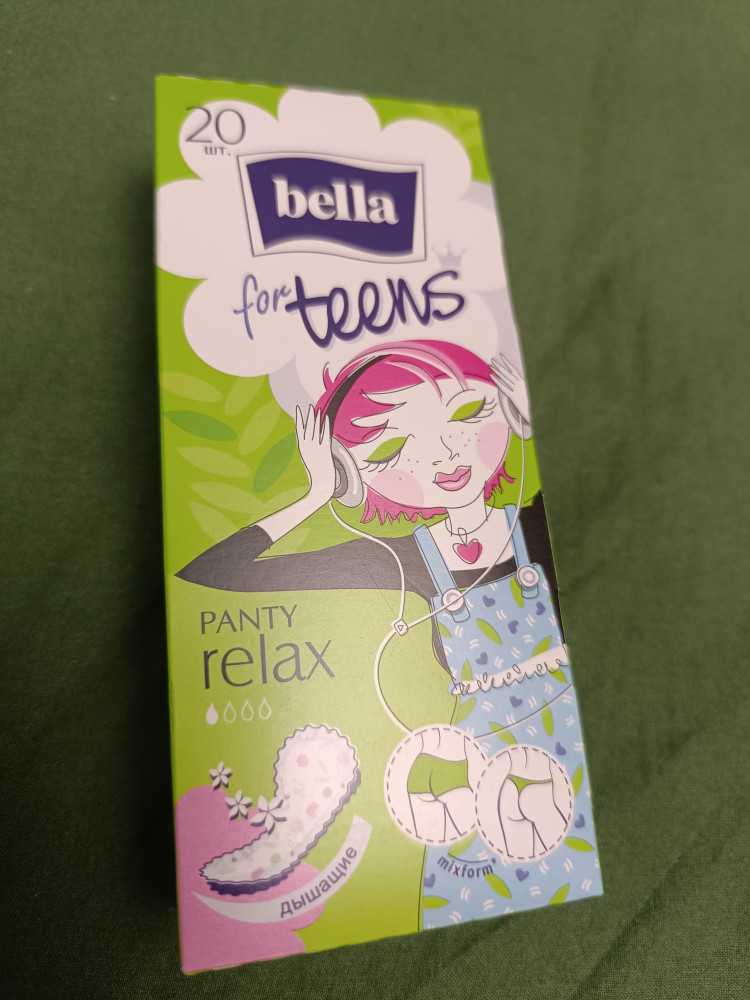 20
шт.
bella
for teens
PANTY
relax
дышащие
mixform®